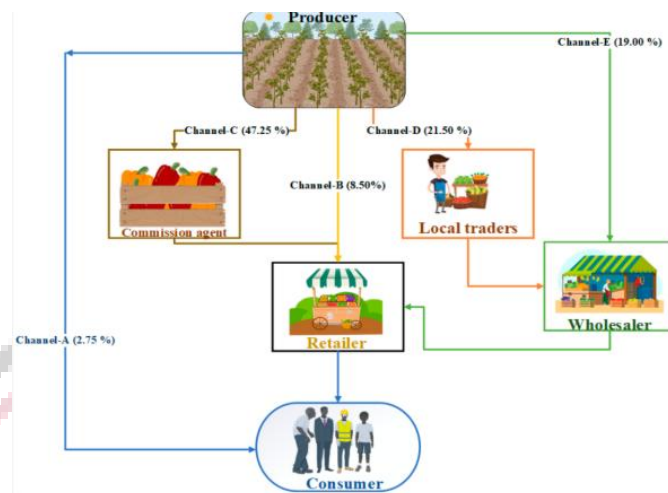 Producer
Channel-E (19.00 %)
Channel-C (47.25 %)
Channel-D (21.50 %)
Channel-B (8.50%)
Commission agent
Local traders
Wholesaler
Retailer
Channel-A (2.75 %)
Consumer